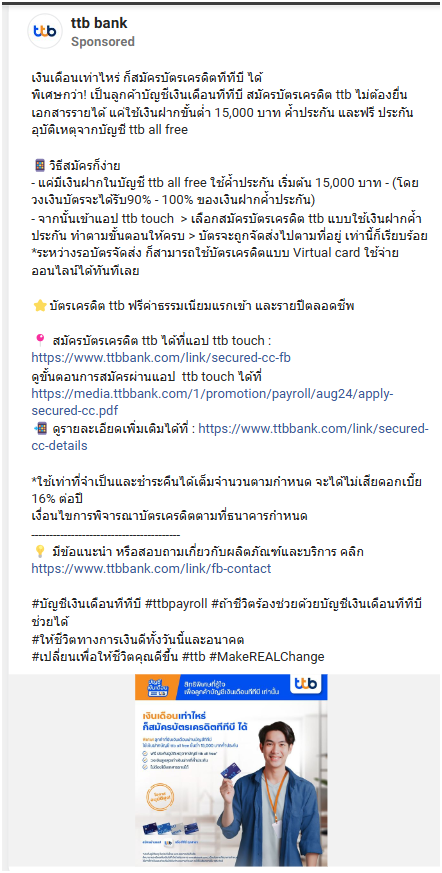 ttb bank
Sponsored
เงินเดือนเท่าไหร่ ก็สมัครบัตรเครดิตทีทีบี ได้
พิเศษกว่า! เป็นลูกค้าบัญชีเงินเดือนทีทีบี สมัครบัตรเครดิต ttb ไม่ต้องยื่น
เอกสารรายได้ แค่ใช้เงินฝากขั้นต่ำ 15,000 บาท ค้ำประกัน และฟรี ประกัน
อุบัติเหตุจากบัญชี ttb all free
วิธีสมัครก็ง่าย
- แค่มีเงินฝากในบัญชี ttb all free ใช้ค้ำประกัน เริ่มต้น 15,000 บาท - (โดย
วงเงินบัตรจะได้รับ90% - 100% ของเงินฝากค้ำประกัน)
- จากนั้นเข้าแอป ttb touch > เลือกสมัครบัตรเครดิต ttb แบบใช้เงินฝากค้ำ
ประกัน ทำตามขั้นตอนให้ครบ > บัตรจะถูกจัดส่งไปตามที่อยู่ เท่านี้ก็เรียบร้อย
*ระหว่างรอบัตรจัดส่ง ก็สามารถใช้บัตรเครดิตแบบ Virtual card ใช้จ่าย
ออนไลน์ได้ทันทีเลย
บัตรเครดิต ttb ฟรีค่าธรรมเนียมแรกเข้า และรายปีตลอดชีพ
สมัครบัตรเครดิต ttb ได้ที่แอป ttb touch :
https://www.ttbbank.com/link/secured-cc-fb
ดูขั้นตอนการสมัครผ่านแอป ttb touch ได้ที่
https://media.ttbbank.com/1/promotion/payroll/aug24/apply-
secured-cc.pdf
ดูรายละเอียดเพิ่มเติมได้ที่ : https://www.ttbbank.com/link/secured-
cc-details
*ใช้เท่าที่จำเป็นและชำระคืนได้เต็มจำนวนตามกำหนด จะได้ไม่เสียดอกเบี้ย
16% ต่อปี
เงื่อนไขการพิจารณาบัตรเครดิตตามที่ธนาคารกำหนด
----------------------------------------
มีข้อแนะนำ หรือสอบถามเกี่ยวกับผลิตภัณฑ์และบริการ คลิก
https://www.ttbbank.com/link/fb-contact
#บัญชีเงินเดือนทีทีบี #ttbpayroll #ถ้าชีวิตร้องช่วยด้วยบัญชีเงินเดือนทีทีบี
ช่วยได้
#ให้ชีวิตทางการเงินดีทั้งวันนี้และอนาคต
#เปลี่ยนเพื่อให้ชีวิตคุณดีขึ้น #ttb #MakeREALChange
สิทธิพิเศษที่รู้ใจ
เพื่อลูกค้าบัญชีเงินเดือนทีทีบี เท่านั้น
ttb
เงินเดือนเท่าไหร่
ก็สมัครบัตรเครดิตทีทีบี ได้